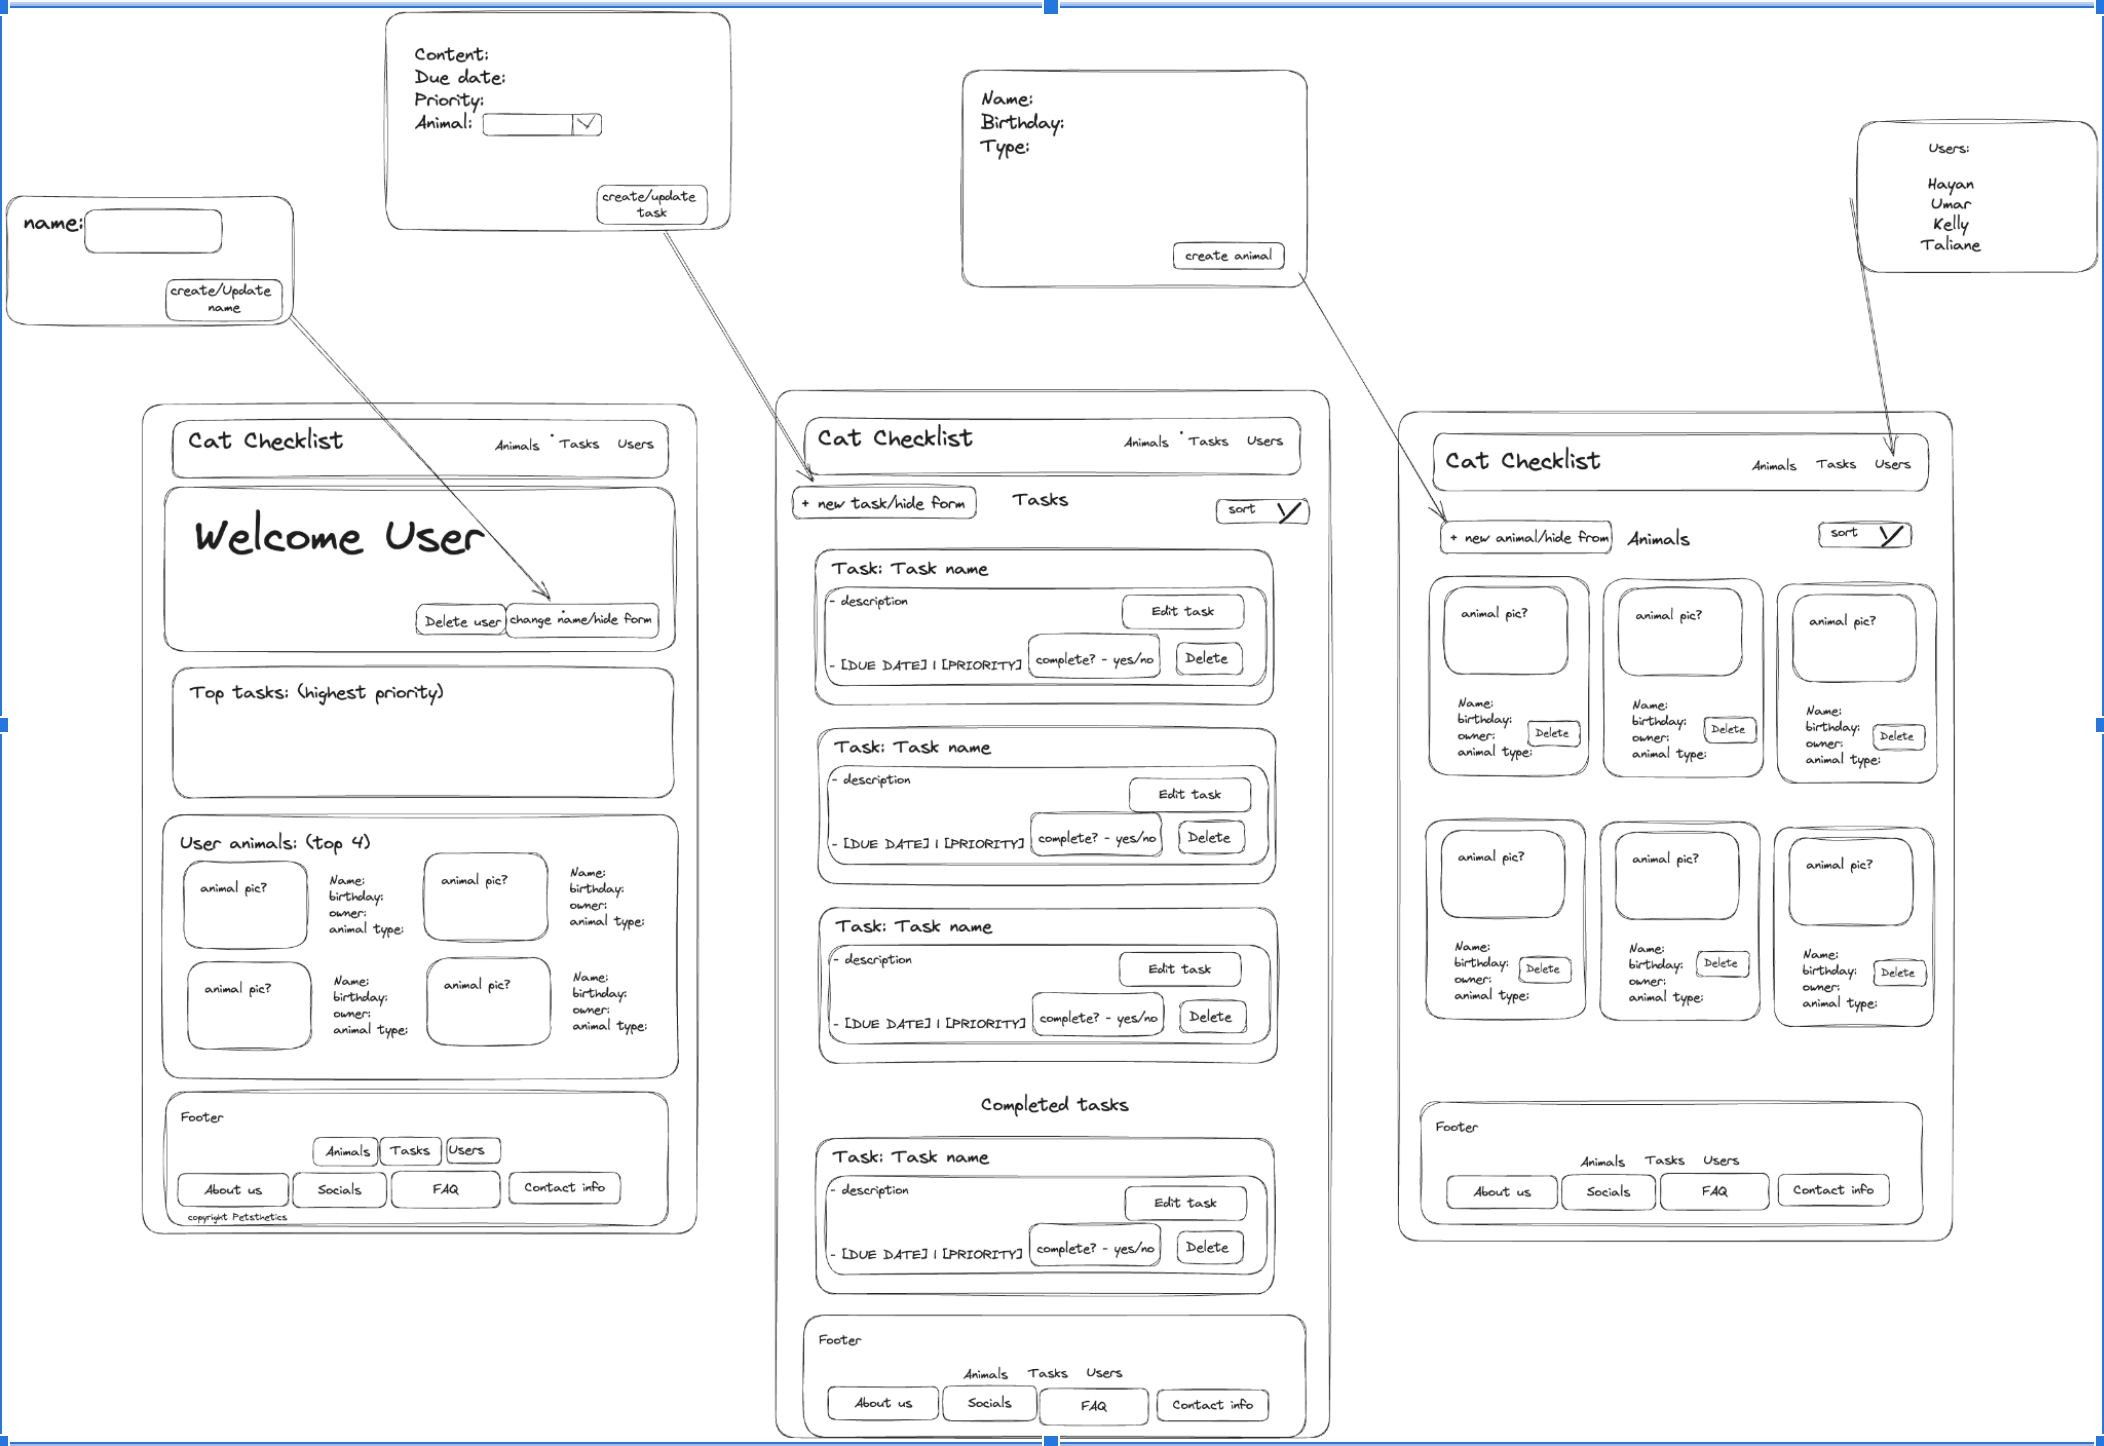 Content:
Due date:
Priority:
Animal:
create/update
task
Name:
Birthday:
Type:
create animal
Users:
Hayan
Umar
Kelly
Taliane
name:
create/Update
name
Cat Checklist
Animals
Tasks
Users
Welcome User
Delete user
change name/hide form
Top tasks: (highest priority)
User animals: (top 4)
animal pic?
Name:
birthday:
owner:
animal type:
animal pic?
Name:
birthday:
owner:
animal type:
animal pic?
Name:
birthday:
owner:
animal type:
animal pic?
Name:
birthday:
owner:
animal type:
Footer
Animals
Tasks
Users
About us
Socials
FAQ
Contact info
copyright Petsthetics
Cat Checklist
Animals
Tasks
Users
+ new task/hide form
Tasks
sort
Task: Task name
- description
Edit task
- [DUE DATE] | [PRIORITY]
complete? - yes/no
Delete
Task: Task name
- description
Edit task
- [DUE DATE] | [PRIORITY]
complete? - yes/no
Delete
Task: Task name
- description
Edit task
- [DUE DATE] | [PRIORITY]
complete? - yes/no
Delete
Completed tasks
Task: Task name
- description
Edit task
- [DUE DATE] | [PRIORITY]
complete? - yes/no
Delete
Footer
Animals
Tasks
Users
About us
Socials
FAQ
Contact info
Cat Checklist
Animals
Tasks
Users
+ new animal/hide from
Animals
sort
animal pic?
Name:
birthday:
owner:
animal type:
Delete
animal pic?
Name:
birthday:
owner:
animal type:
Delete
animal pic?
Name:
birthday:
owner:
animal type:
Delete
animal pic?
Name:
birthday:
owner:
animal type:
Delete
animal pic?
Name:
birthday:
owner:
animal type:
Delete
animal pic?
Name:
birthday:
owner:
animal type:
Delete
Footer
Animals
Tasks
Users
About us
Socials
FAQ
Contact info